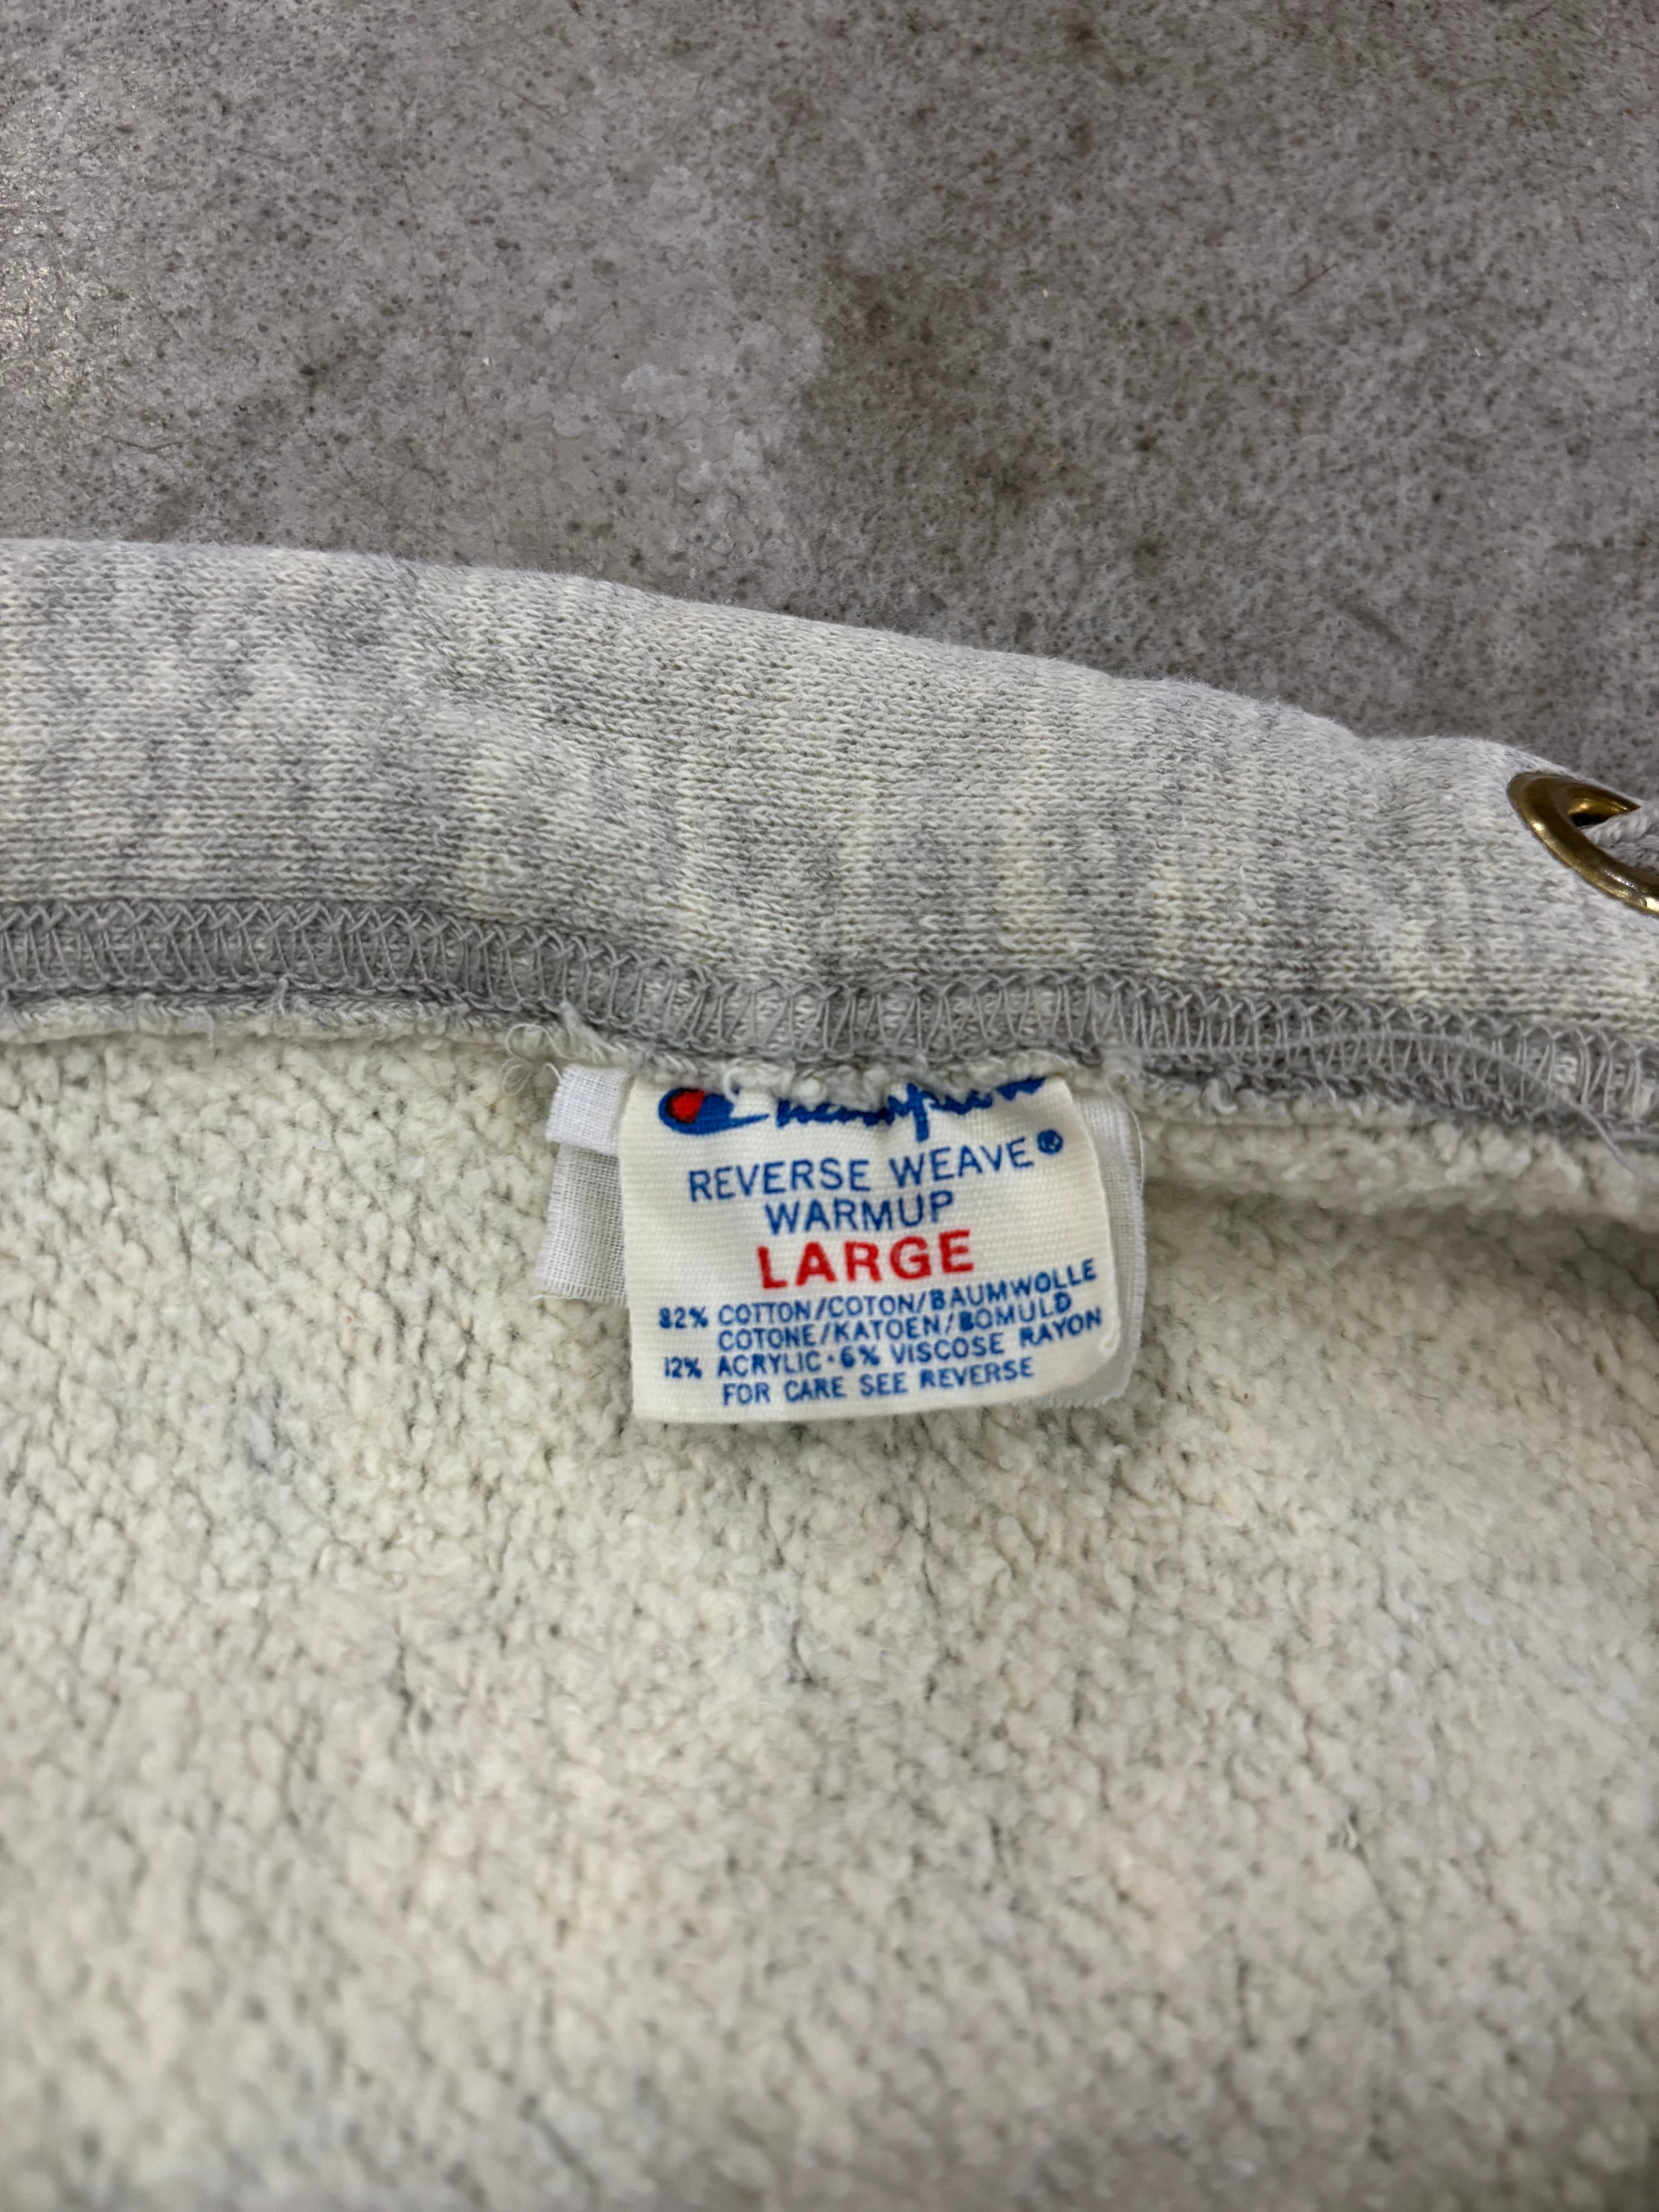 Champion
REVERSE WEAVE®
WARMUP
LARGE
82% COTTON/COTON/BAUMWOLLE
COTONE/KATOEN/BOMULD
12% ACRYLIC·6% VISCOSE RAYON
FOR CARE SEE REVERSE